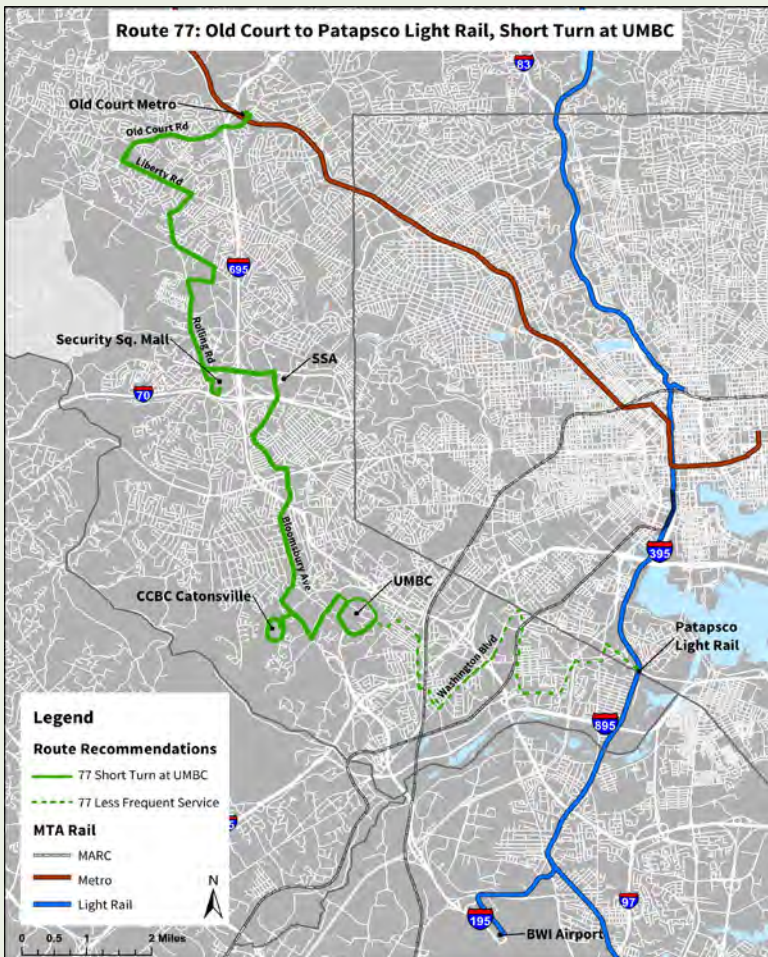 Route 77: Old Court to Patapsco Light Rail, Short Turn at UMBC
83
Old Court Metro
Old Court Rd
Liberty Rd
695
Rolling Rd
Security Sq. Mall
SSA
70
Bloomsbury Ave
395
CCBC Catonsville
UMBC
Patapsco
Light Rail
Washington Blvd
895
Legend
Route Recommendations
77 Short Turn at UMBC
77 Less Frequent Service
MTA Rail
MARC
Metro
Light Rail
N
0 0.5 1 2 Miles
195
97
BWI Airport